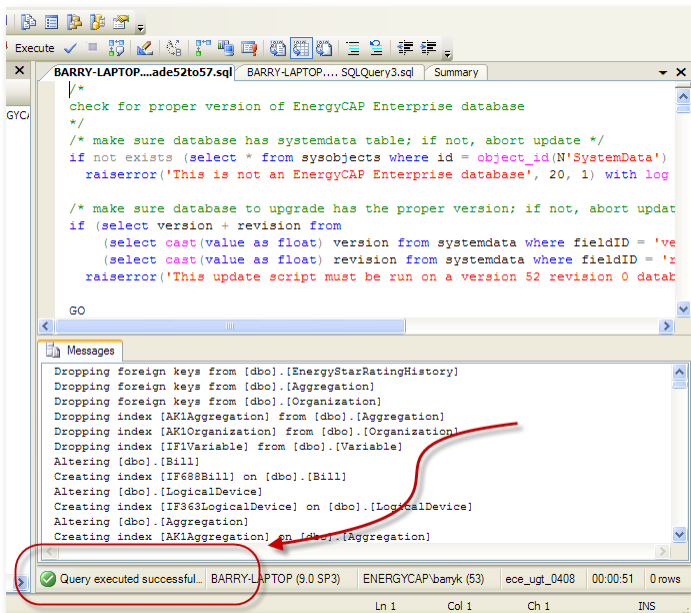 Execute
BARRY-LAPTOP....ade52to57.sql BARRY-LAPTOP.... SQLQuery3.sql Summary
/*
check for proper version of EnergyCAP Enterprise database
*/
/* make sure database has systemdata table; if not, abort update */
if not exists (select * from sysobjects where id = object_id(N'SystemData')
raiserror('This is not an EnergyCAP Enterprise database', 20, 1) with log
/* make sure database to upgrade has the proper version; if not, abort updat
if (select version + revision from
(select cast(value as float) version from systemdata where fieldID = 've
(select cast(value as float) revision from systemdata where fieldID = 'r
raiserror('This update script must be run on a version 52 revision 0 datab
GO
Messages
Dropping foreign keys from [dbo].[EnergyStarRatingHistory]
Dropping foreign keys from [dbo].[Aggregation]
Dropping foreign keys from [dbo].[Organization]
Dropping index [AK1Aggregation] from [dbo].[Aggregation]
Dropping index [AK1Organization] from [dbo].[Organization]
Dropping index [IF1Variable] from [dbo].[Variable]
Altering [dbo].[Bill]
Creating index [IF688Bill] on [dbo].[Bill]
Altering [dbo].[LogicalDevice]
Creating index [IF363LogicalDevice] on [dbo].[LogicalDevice]
Altering [dbo].[Aggregation]
Creating index [AK1Aggregation] on [dbo].[Aggregation]
Query executed successful... BARRY-LAPTOP (9.0 SP3) ENERGYCAP\barryk (53) ece_ugt_0408 00:00:51 0 rows
Ln 1 Col 1 Ch 1 INS